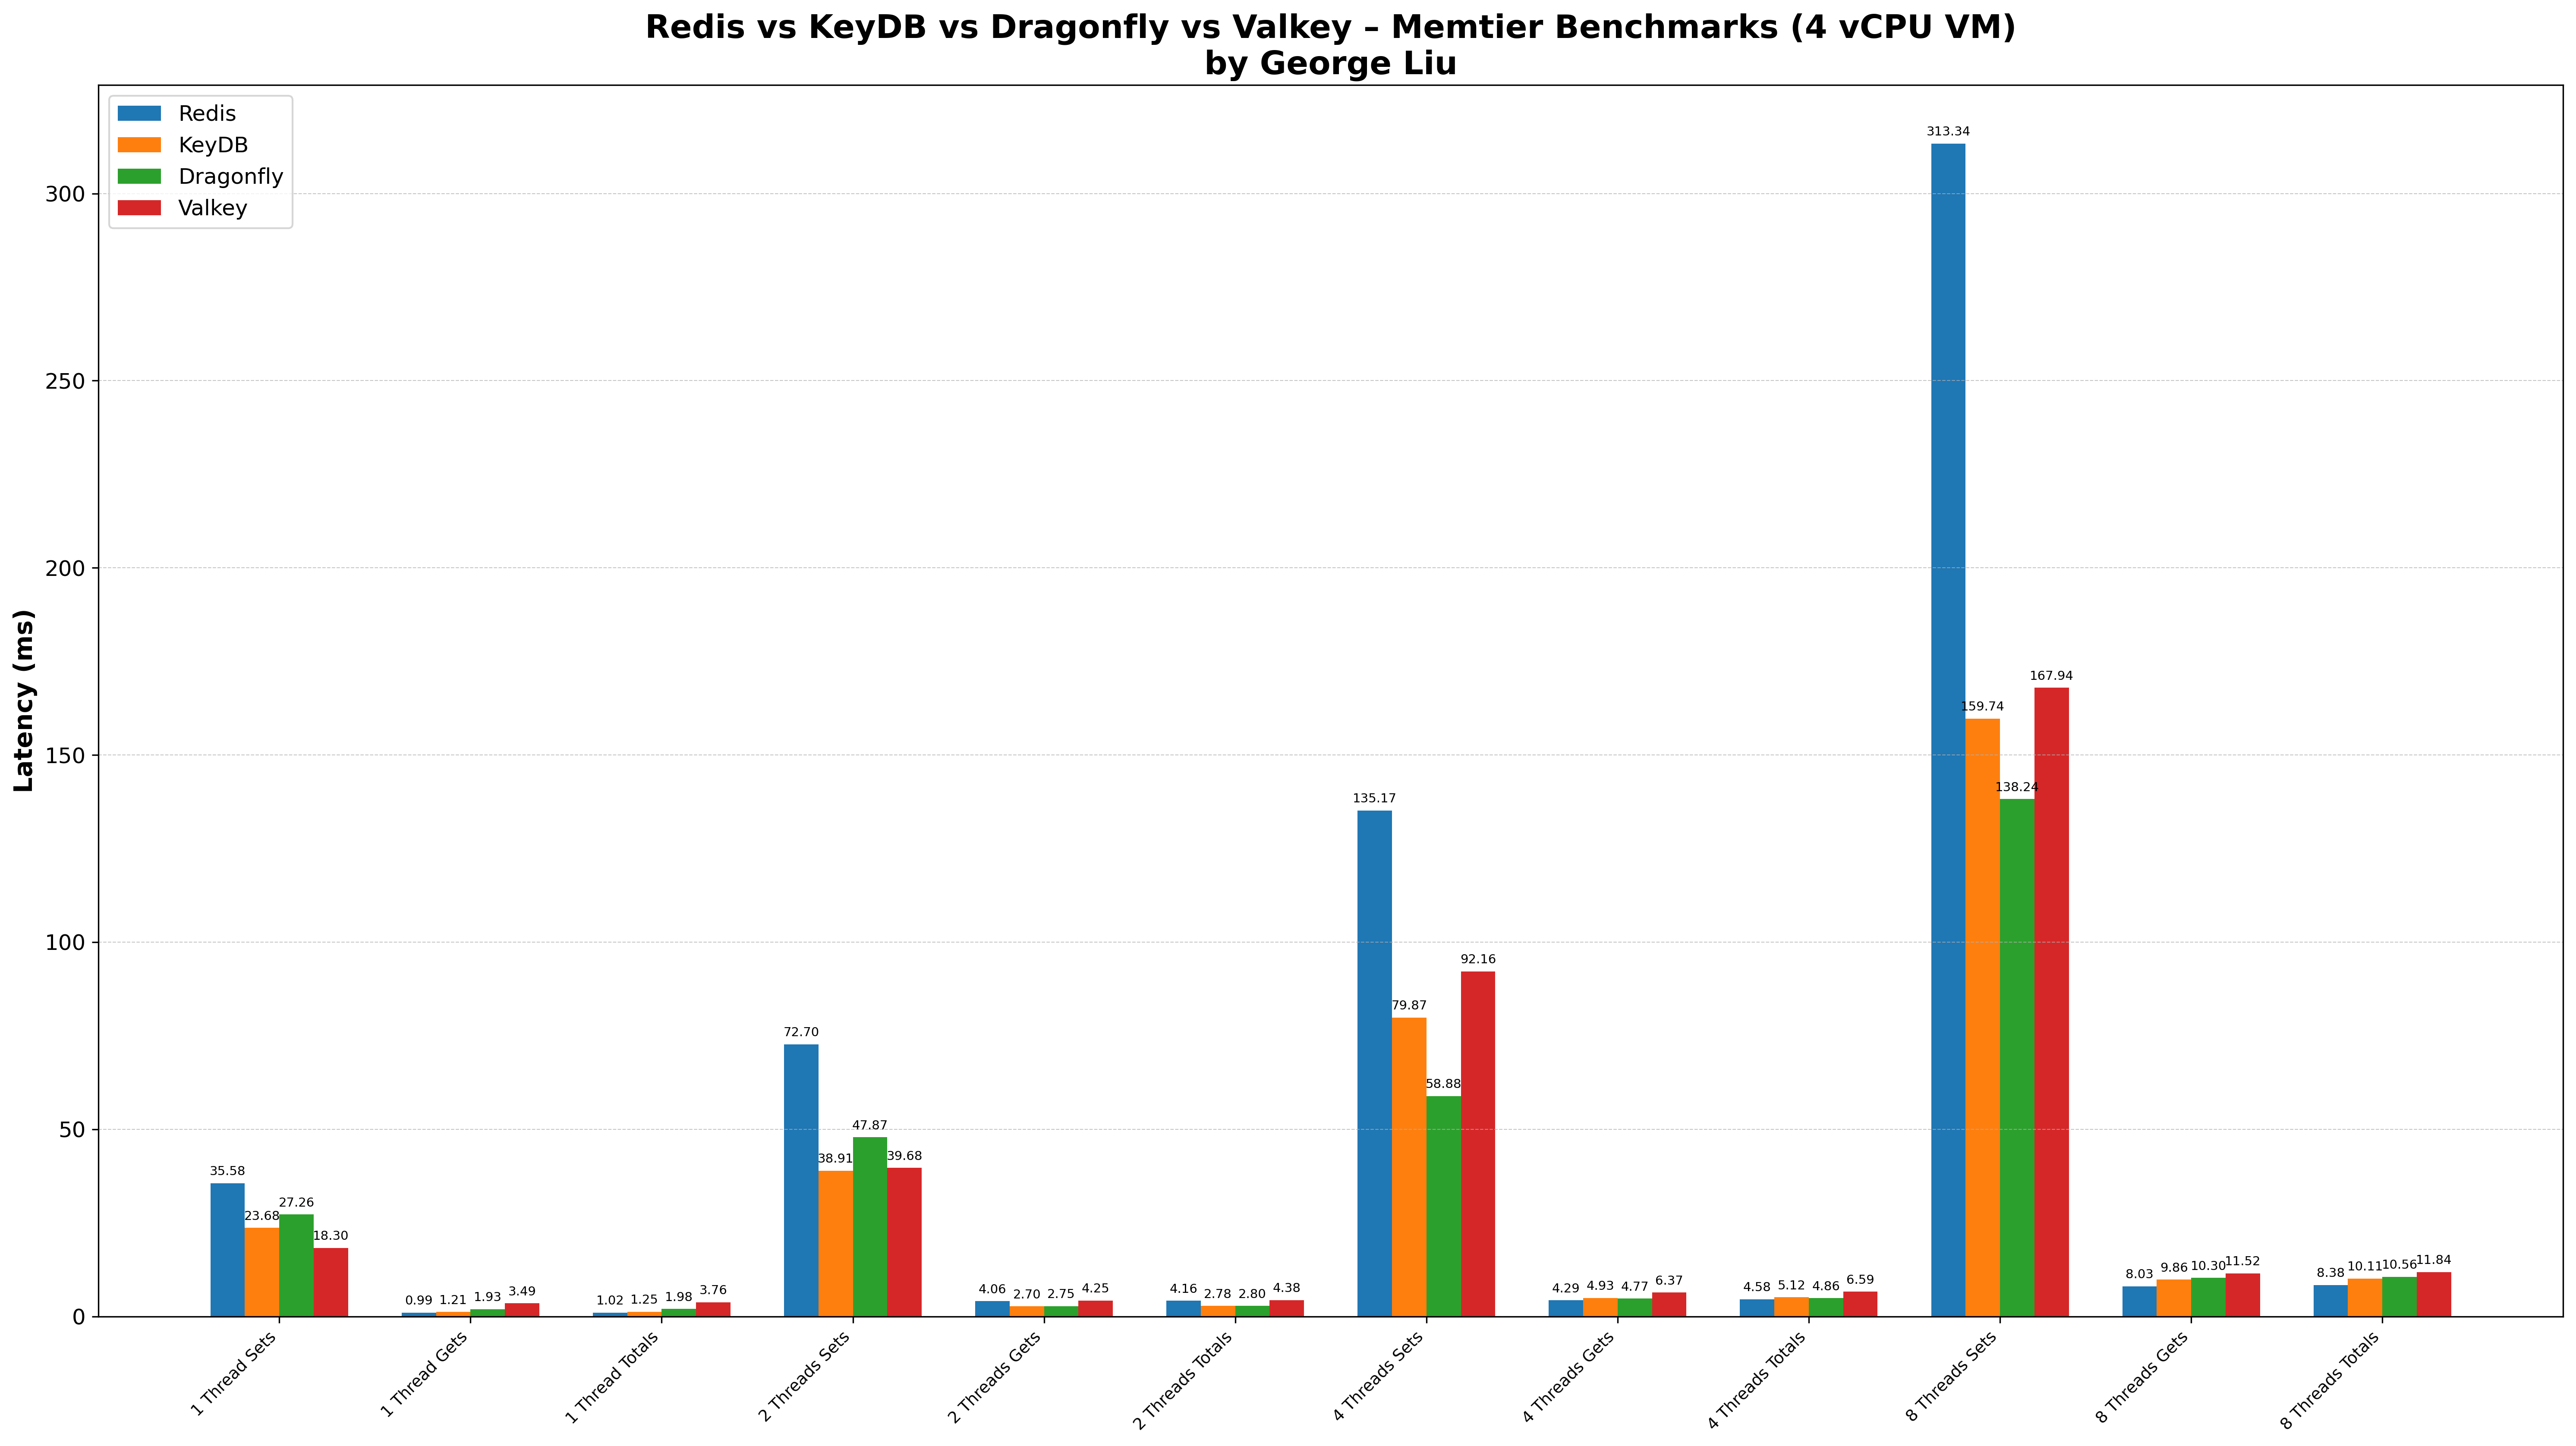 Redis vs KeyDB vs Dragonfly vs Valkey – Memtier Benchmarks (4 vCPU VM)
by George Liu
Redis
KeyDB
Dragonfly
Valkey
Latency (ms)
300
250
200
150
100
50
0
35.58
23.68
27.26
18.30
0.99
1.21
1.93
3.49
1.02
1.25
1.98
3.76
72.70
38.91
47.87
39.68
4.06
2.70
2.75
4.25
4.16
2.78
2.80
4.38
135.17
79.87
58.88
92.16
4.29
4.93
4.77
6.37
4.58
5.12
4.86
6.59
313.34
159.74
138.24
167.94
8.03
9.86
10.30
11.52
8.38
10.11
10.56
11.84
1 Thread Sets
1 Thread Gets
1 Thread Totals
2 Threads Sets
2 Threads Gets
2 Threads Totals
4 Threads Sets
4 Threads Gets
4 Threads Totals
8 Threads Sets
8 Threads Gets
8 Threads Totals